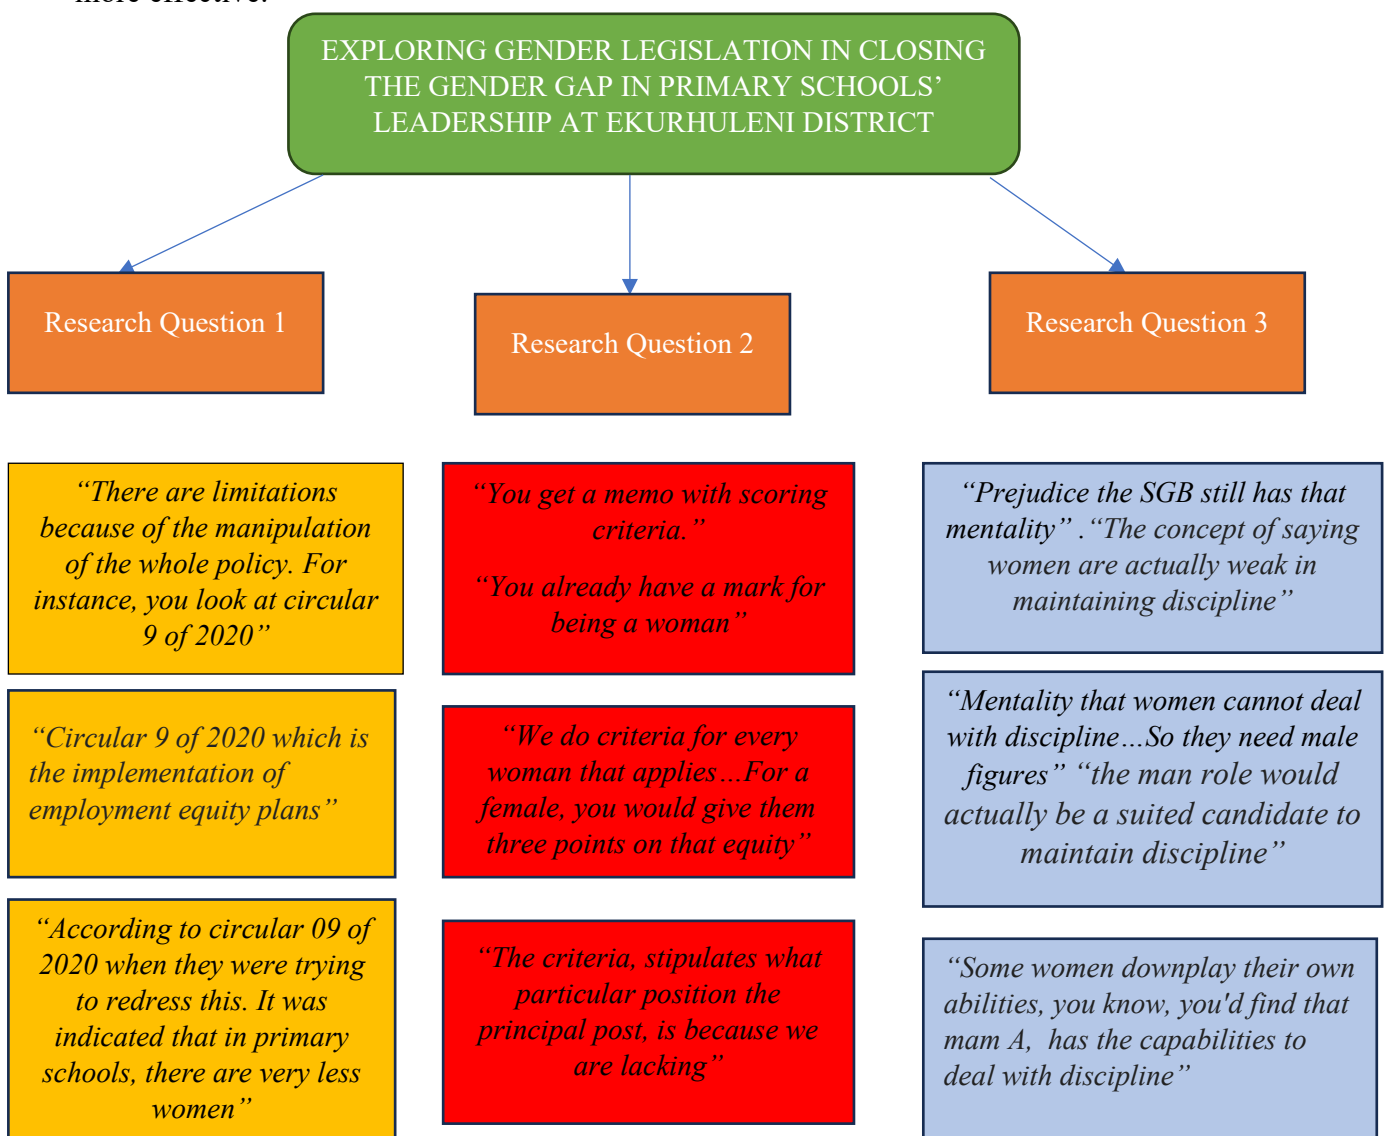 more effective.
EXPLORING GENDER LEGISLATION IN CLOSING
THE GENDER GAP IN PRIMARY SCHOOLS’
LEADERSHIP AT EKURHULENI DISTRICT
Research Question 1
Research Question 2
Research Question 3
“There are limitations
because of the manipulation
of the whole policy. For
instance, you look at circular
9 of 2020”
“Circular 9 of 2020 which is
the implementation of
employment equity plans”
“According to circular 09 of
2020 when they were trying
to redress this. It was
indicated that in primary
schools, there are very less
women”
“You get a memo with scoring
criteria.”
“You already have a mark for
being a woman”
“We do criteria for every
woman that applies…For a
female, you would give them
three points on that equity”
“The criteria, stipulates what
particular position the
principal post, is because we
are lacking”
“Prejudice the SGB still has that
mentality” .“The concept of saying
women are actually weak in
maintaining discipline”
“Mentality that women cannot deal
with discipline…So they need male
figures” “the man role would
actually be a suited candidate to
maintain discipline”
“Some women downplay their own
abilities, you know, you'd find that
mam A, has the capabilities to
deal with discipline”